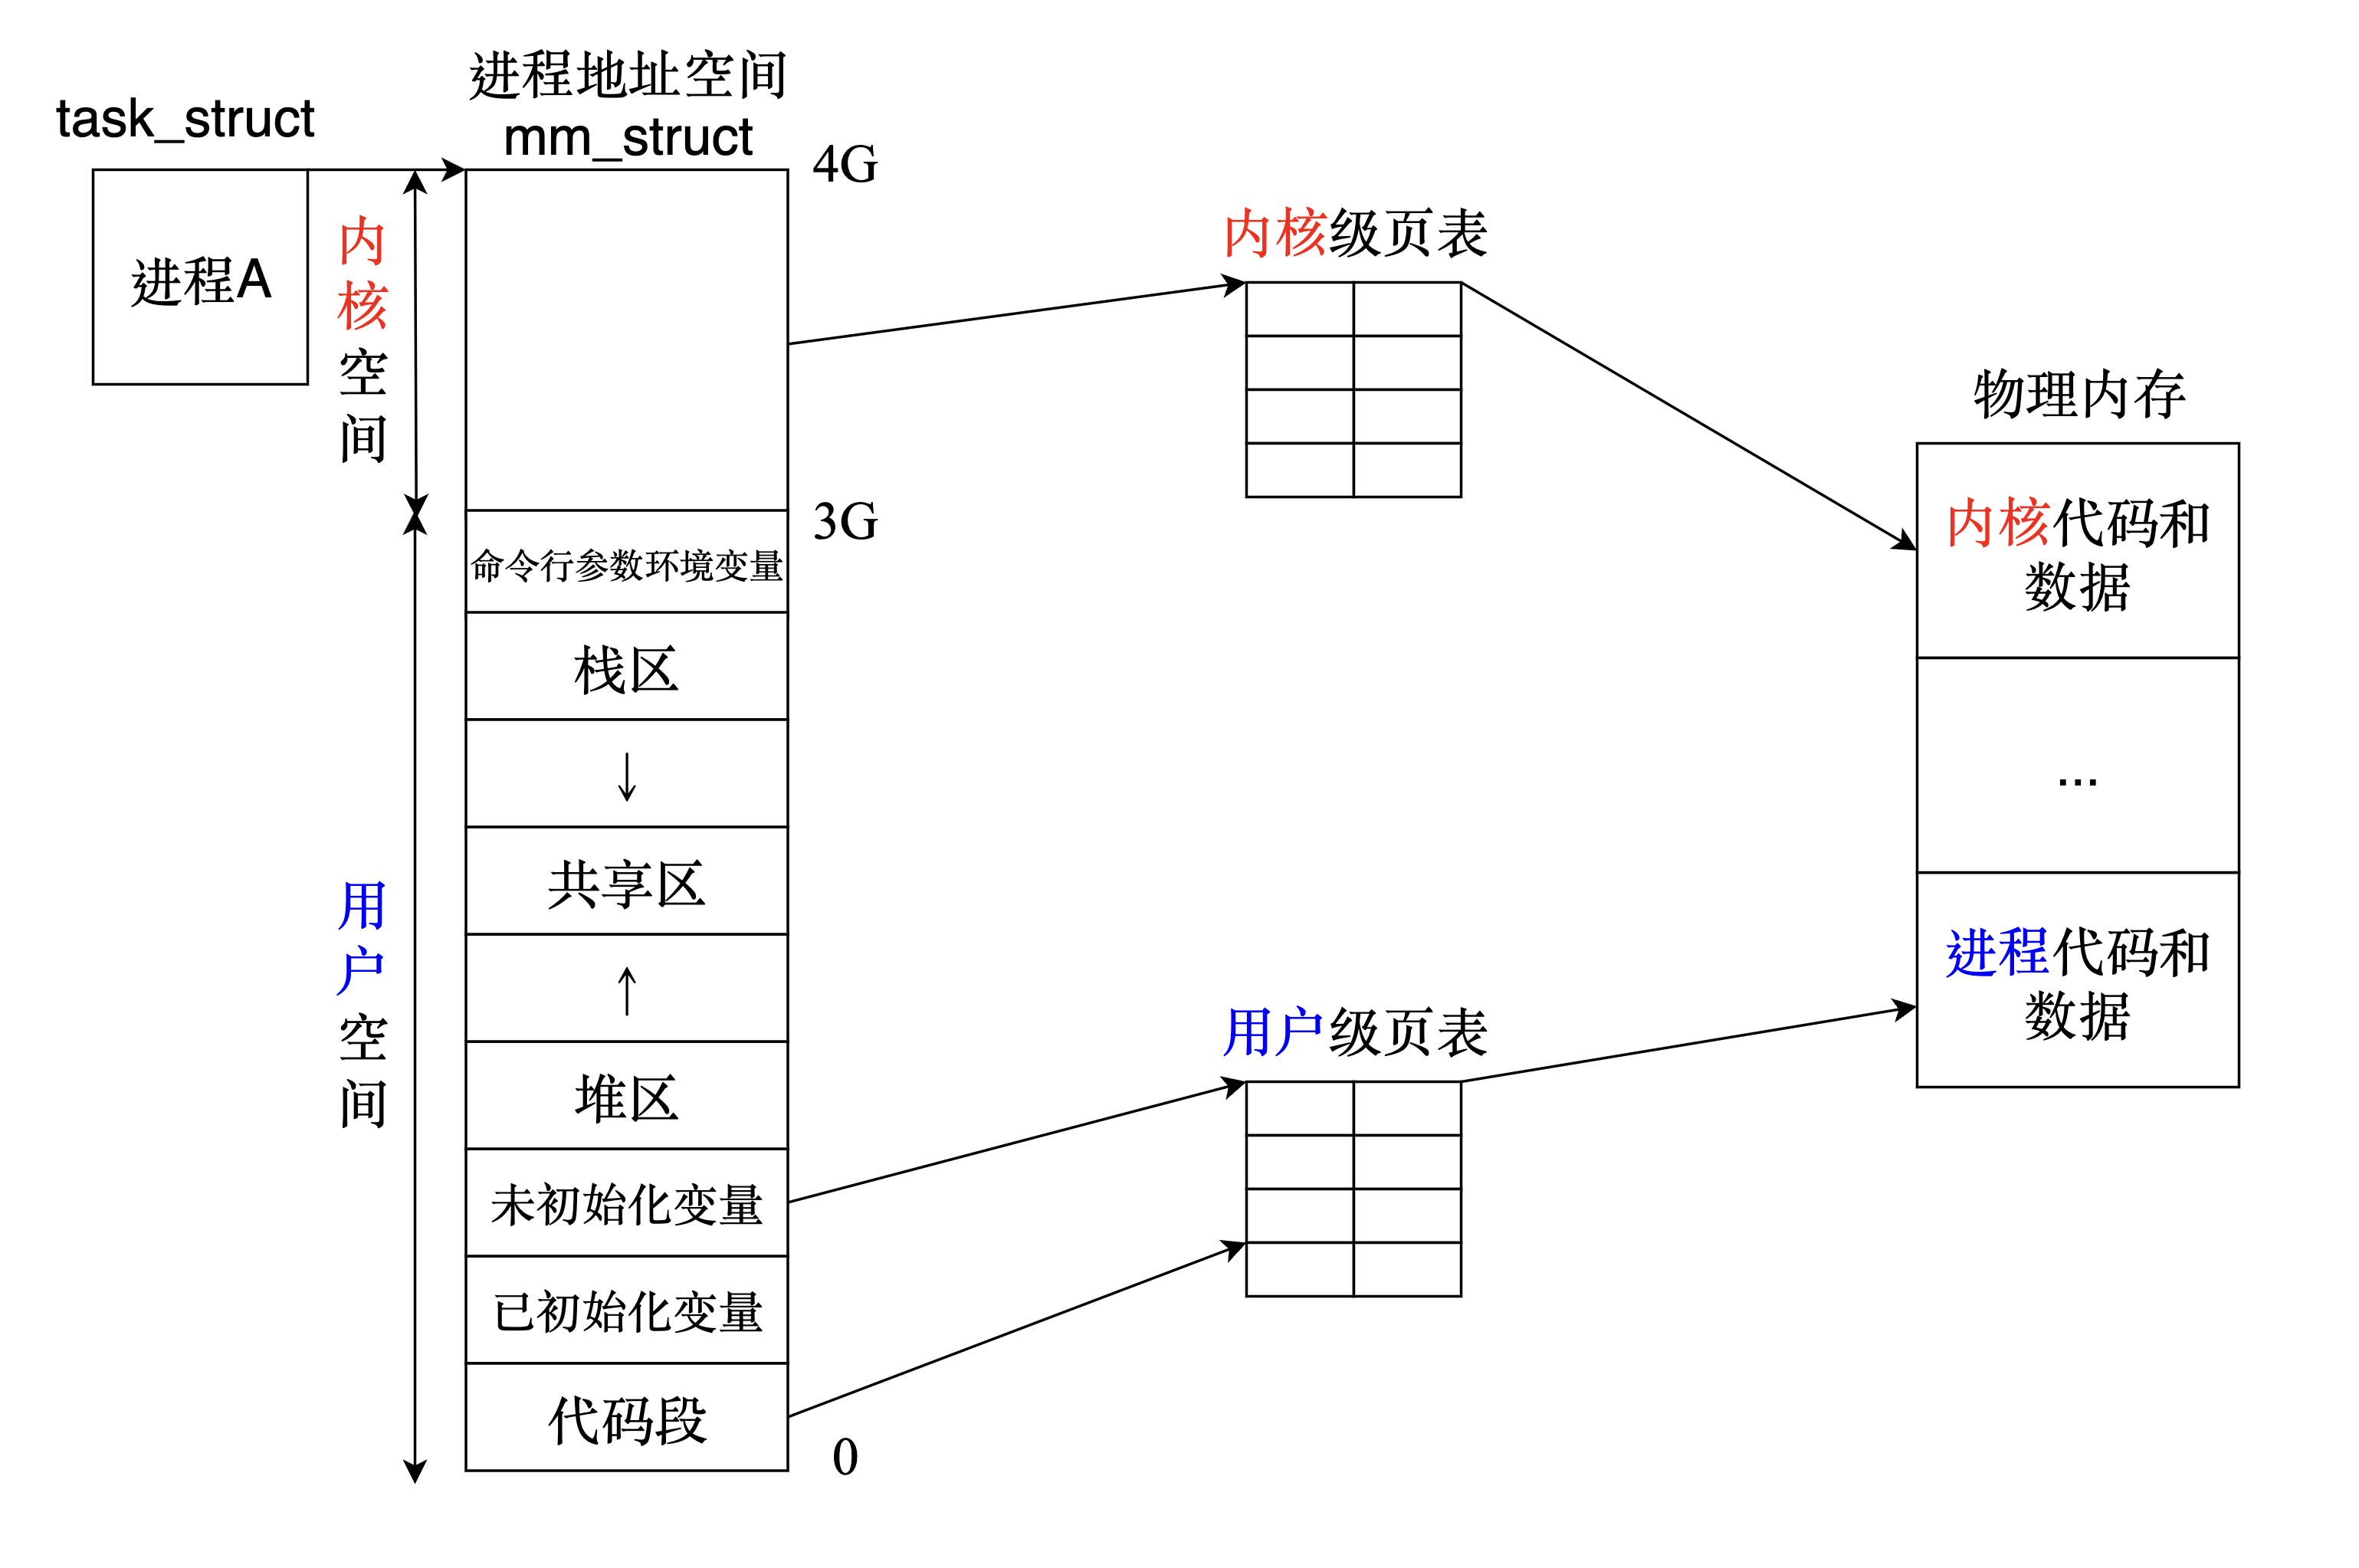 task_struct
进程A
进程地址空间
mm_struct
4G
内核空间
3G
命令行参数环境变量
栈区
↓
共享区
↑
堆区
未初始化变量
已初始化变量
代码段
0
用户空间
内核级页表
用户级页表
物理内存
内核代码和
数据
...
进程代码和
数据